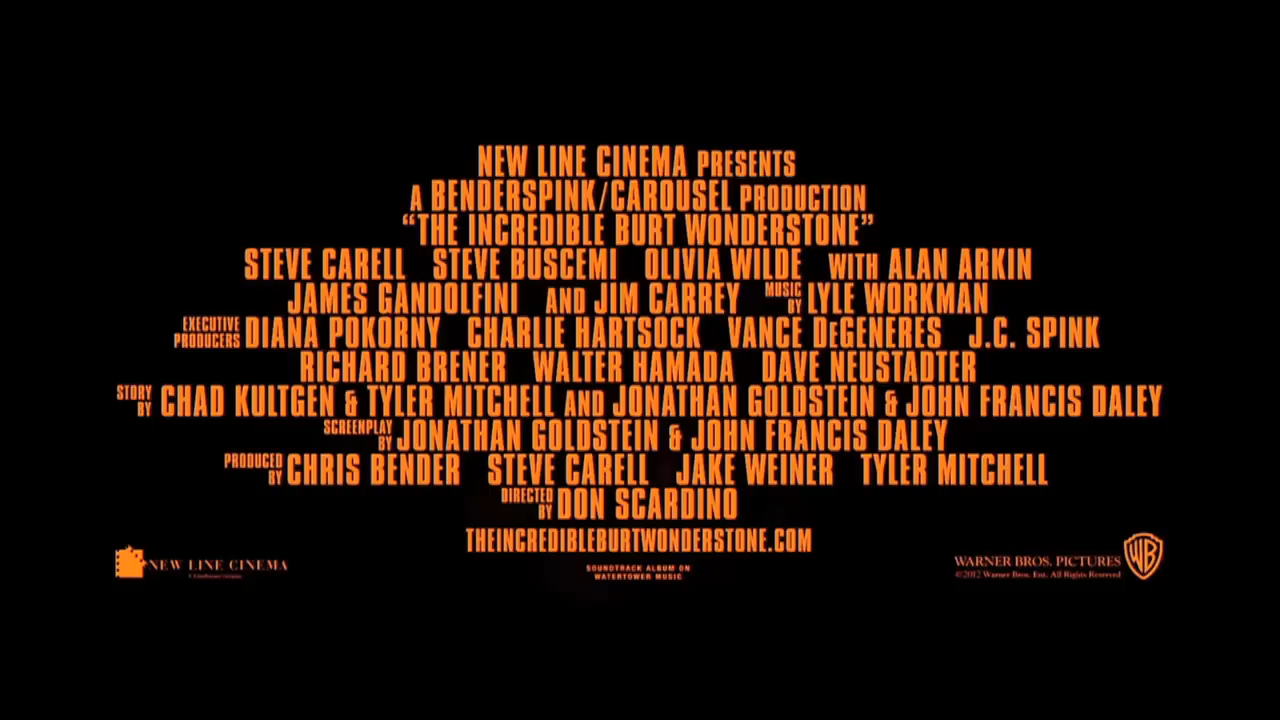 NEW LINE CINEMA PRESENTS
A BENDERSPINK/CAROUSEL PRODUCTION
“THE INCREDIBLE BURT WONDERSTONE”
STEVE CARELL STEVE BUSCEMI OLIVIA WILDE WITH ALAN ARKIN
JAMES GANDOLFINI AND JIM CARREY MUSIC BY LYLE WORKMAN
EXECUTIVE PRODUCERS DIANA POKORNY CHARLIE HARTSOCK VANCE DeGENERES J.C. SPINK
RICHARD BRENER WALTER HAMADA DAVE NEUSTADTER
STORY BY CHAD KULTGEN & TYLER MITCHELL AND JONATHAN GOLDSTEIN & JOHN FRANCIS DALEY
SCREENPLAY BY JONATHAN GOLDSTEIN & JOHN FRANCIS DALEY
PRODUCED BY CHRIS BENDER STEVE CARELL JAKE WEINER TYLER MITCHELL
DIRECTED BY DON SCARDINO
THEINCREDIBLEBURTWONDERSTONE.COM
NEW LINE CINEMA
SOUNDTRACK ALBUM ON
WATERTOWER MUSIC
WARNER BROS. PICTURES
©2012 Warner Bros. Ent. All Rights Reserved
WB